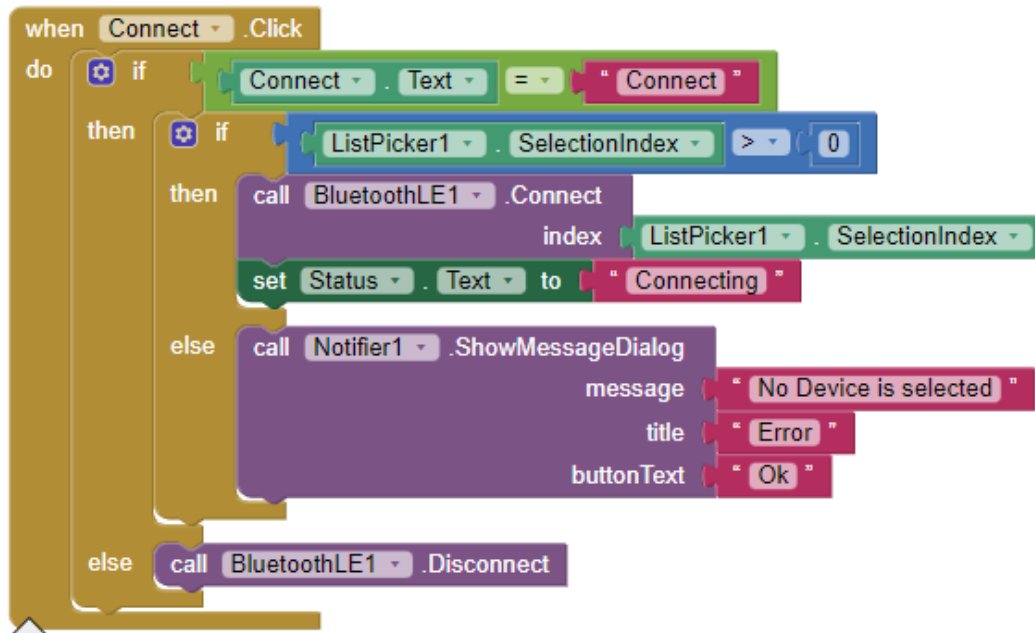 when Connect .Click
do if Connect . Text = " Connect "
then if ListPicker1 . SelectionIndex > 0
then call BluetoothLE1 .Connect
index ListPicker1 . SelectionIndex
set Status . Text to " Connecting "
else call Notifier1 .ShowMessageDialog
message " No Device is selected "
title " Error "
buttonText " Ok "
else call BluetoothLE1 .Disconnect